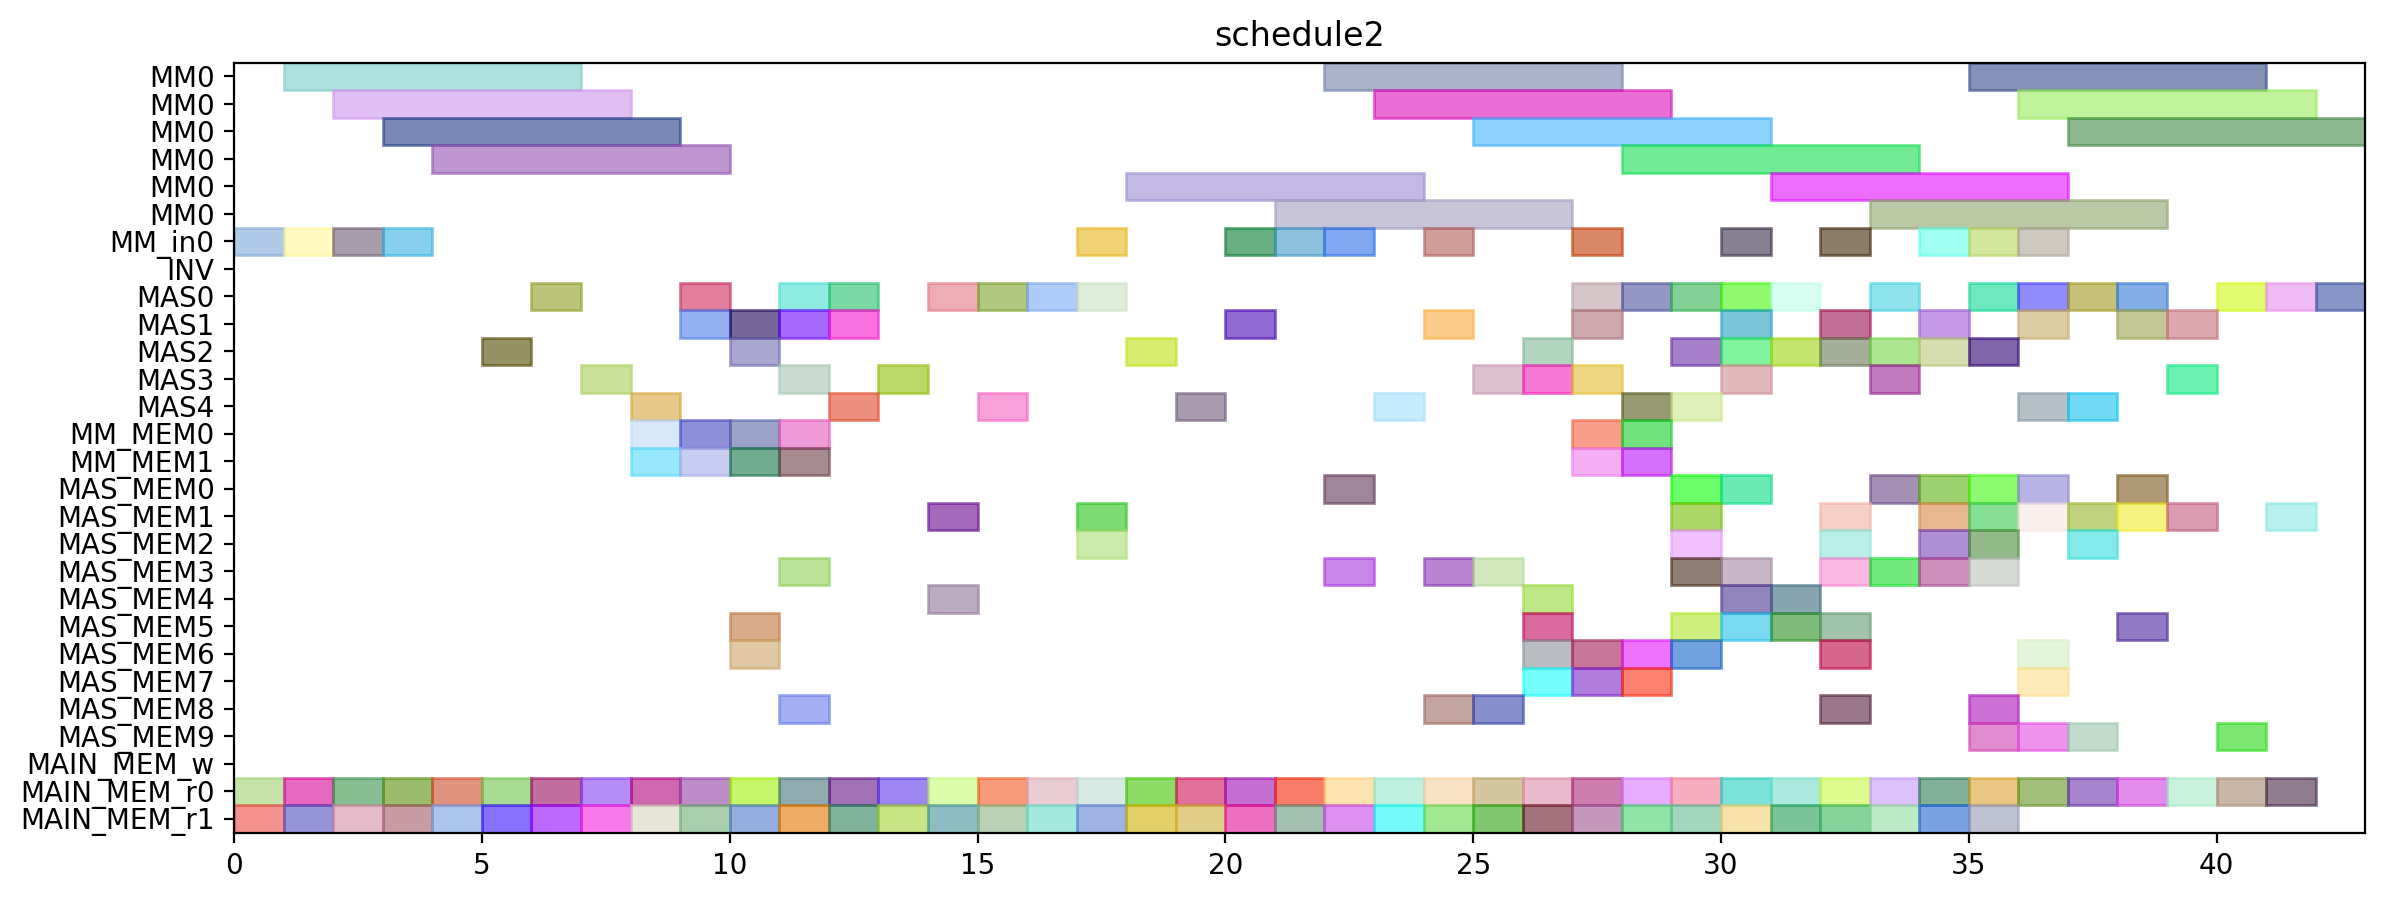 schedule2
MM0
MM0
MM0
MM0
MM0
MM0
MM_in0
INV
MAS0
MAS1
MAS2
MAS3
MAS4
MM_MEM0
MM_MEM1
MAS_MEM0
MAS_MEM1
MAS_MEM2
MAS_MEM3
MAS_MEM4
MAS_MEM5
MAS_MEM6
MAS_MEM7
MAS_MEM8
MAS_MEM9
MAIN_MEM_w
MAIN_MEM_r0
MAIN_MEM_r1
0 5 10 15 20 25 30 35 40